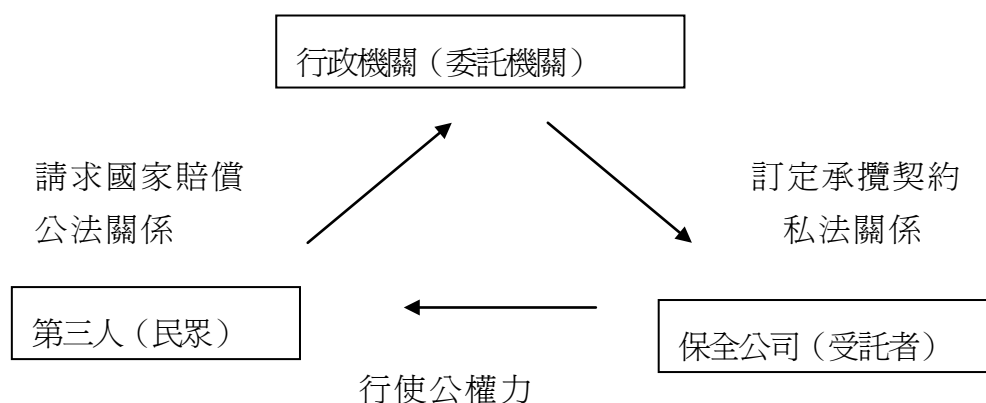 行政機關（委託機關）
請求國家賠償
公法關係
訂定承攬契約
私法關係
第三人（民眾）
保全公司（受託者）
行使公權力